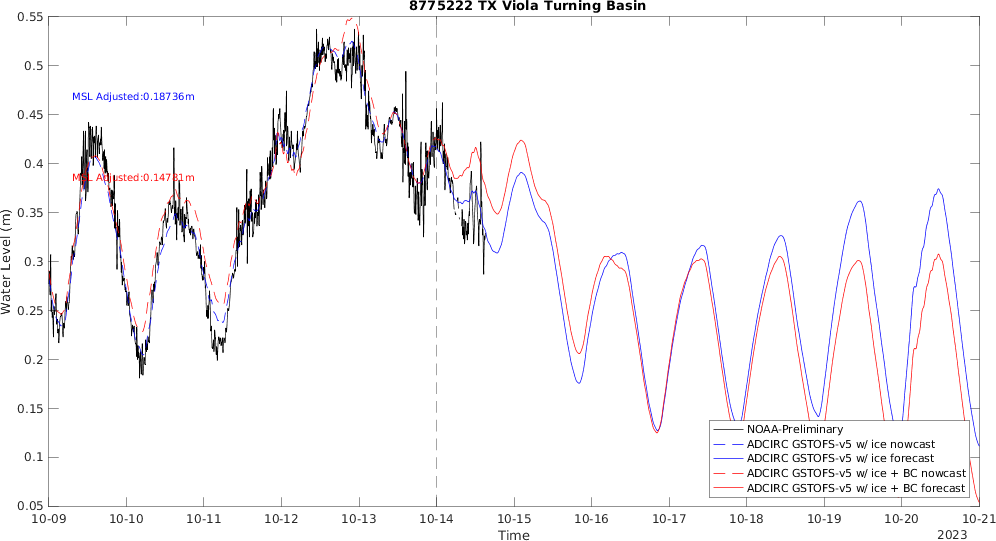 8775222 TX Viola Turning Basin
0.55
0.5
0.45
0.4
0.35
0.3
0.25
0.2
0.15
0.1
0.05
Water Level (m)
MSL Adjusted:0.18736m
MSL Adjusted:0.14731m
NOAA-Preliminary
ADCIRC GSTOFS-v5 w/ ice nowcast
ADCIRC GSTOFS-v5 w/ ice forecast
ADCIRC GSTOFS-v5 w/ ice + BC nowcast
ADCIRC GSTOFS-v5 w/ ice + BC forecast
10-09 10-10 10-11 10-12 10-13 10-14 10-15 10-16 10-17 10-18 10-19 10-20 10-21
Time
2023